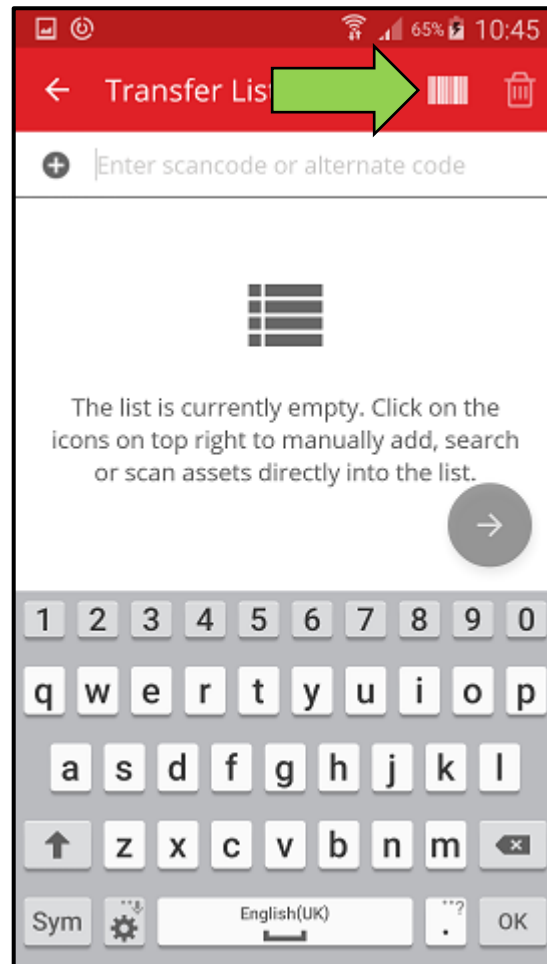 65% 10:45
Transfer Lis
Enter scancode or alternate code
The list is currently empty. Click on the
icons on top right to manually add, search
or scan assets directly into the list.
1 2 3 4 5 6 7 8 9 0
q w e r t y u i o p
a s d f g h j k l
z x c v b n m
Sym English(UK) . ? OK